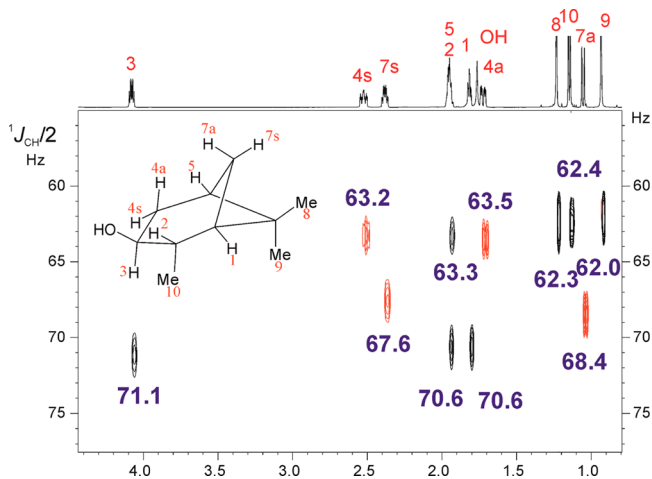 5 10 9
8
3 1 OH 7a
4s 7s 2 4a
¹J_CH/2
Hz
Hz
7a 7s
4a 5
4s 2
HO
H H H H H H H H
3 Me 1
10
Me
8
Me
9
60 60
65 65
70 70
75 75
63.2 63.5 62.4
63.3 62.3 62.0
67.6 68.4
71.1 70.6 70.6
4.0 3.5 3.0 2.5 2.0 1.5 1.0